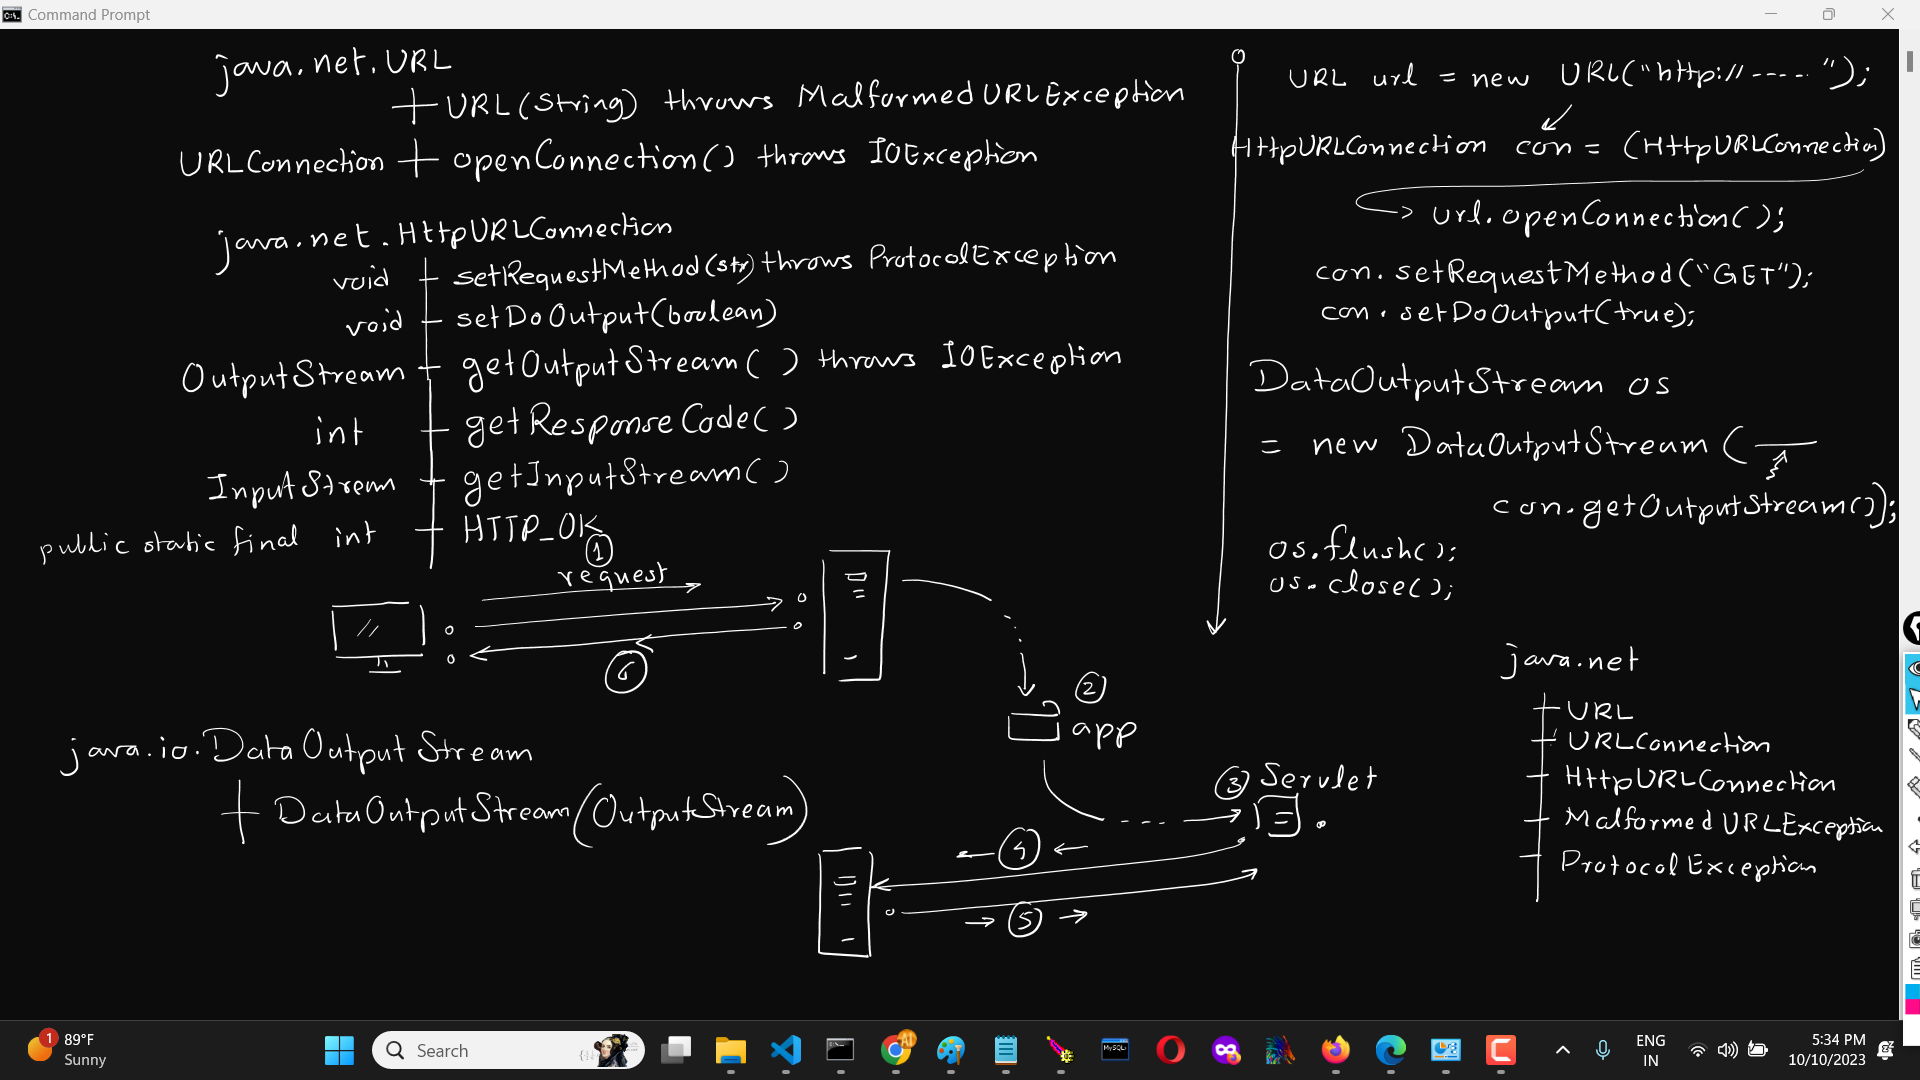 Command Prompt
java.net.URL
URL(String) throws MalformedURLException
URLConnection openConnection() throws IOException
java.net.HttpURLConnection
void setRequestMethod(str) throws ProtocolException
void setDoOutput(boolean)
OutputStream getOutputStream( ) throws IOException
int getResponseCode( )
InputStream getInputStream( )
public static final int HTTP_OK
1
request
6
2
app
3 Servlet
4
5
java.io.DataOutputStream
DataOutputStream(OutputStream)
URL url = new URL("http://-----");
HttpURLConnection con = (HttpURLConnection)
url.openConnection( );
con.setRequestMethod("GET");
con.setDoOutput(true);
DataOutputStream os
= new DataOutputStream (
con.getOutputStream());
os.flush( );
os.close( );
java.net
URL
URLConnection
HttpURLConnection
MalformedURLException
ProtocolException
1
89°F
Sunny
Search
AI
MySQL
ENG
IN
5:34 PM
10/10/2023